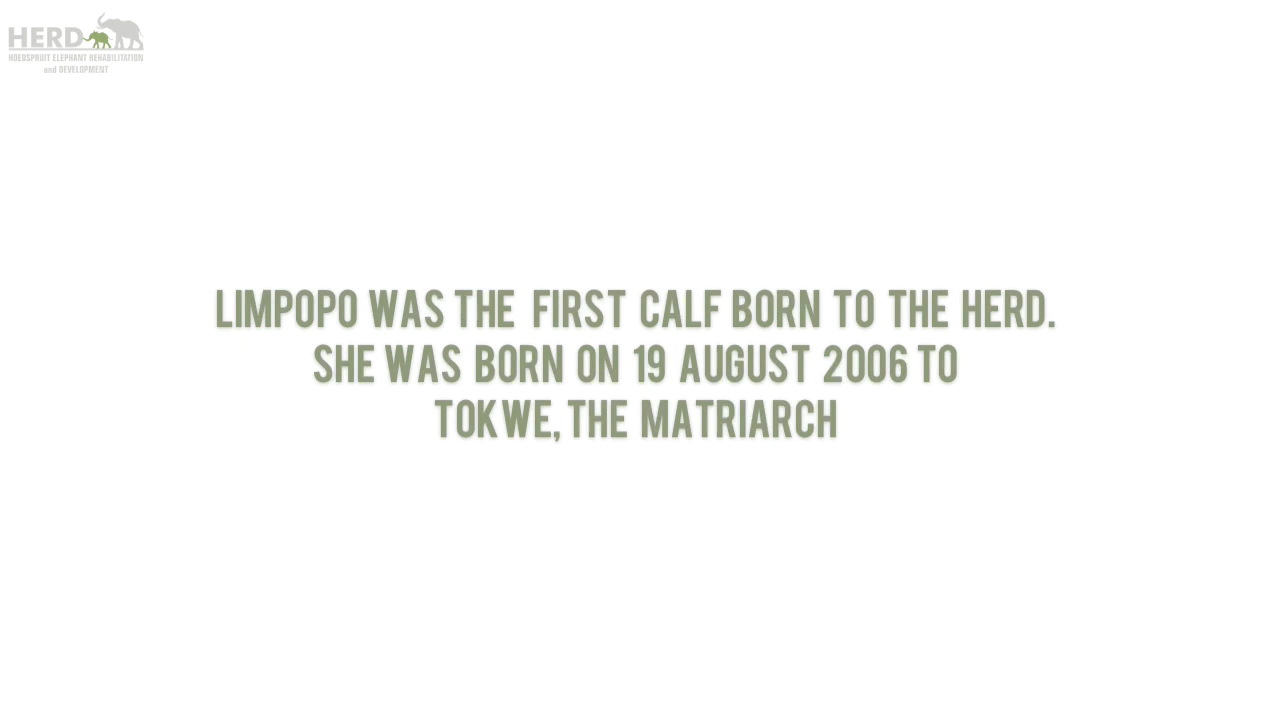 HERD
HOEDSPRUIT ELEPHANT REHABILITATION
and DEVELOPMENT
LIMPOPO WAS THE FIRST CALF BORN TO THE HERD.
SHE WAS BORN ON 19 AUGUST 2006 TO
TOKWE, THE MATRIARCH